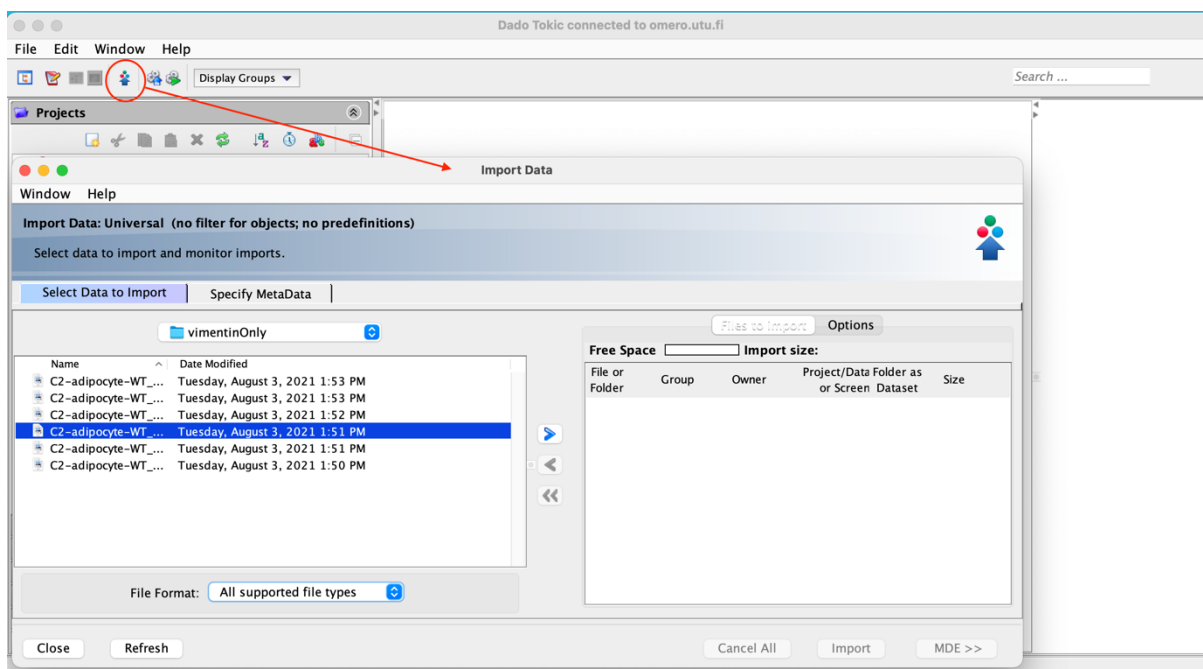 Dado Tokic connected to omero.utu.fi
File Edit Window Help
Display Groups
Search ...
Projects
Import Data
Window Help
Import Data: Universal (no filter for objects; no predefinitions)
Select data to import and monitor imports.
Select Data to Import Specify MetaData
vimentinOnly
Name Date Modified
C2-adipocyte-WT_... Tuesday, August 3, 2021 1:53 PM
C2-adipocyte-WT_... Tuesday, August 3, 2021 1:53 PM
C2-adipocyte-WT_... Tuesday, August 3, 2021 1:52 PM
C2-adipocyte-WT_... Tuesday, August 3, 2021 1:51 PM
C2-adipocyte-WT_... Tuesday, August 3, 2021 1:51 PM
C2-adipocyte-WT_... Tuesday, August 3, 2021 1:50 PM
File Format: All supported file types
Files to Import Options
Free Space Import size:
File or Folder Group Owner Project/Data or Screen Folder as Dataset Size
Close Refresh Cancel All Import MDE >>